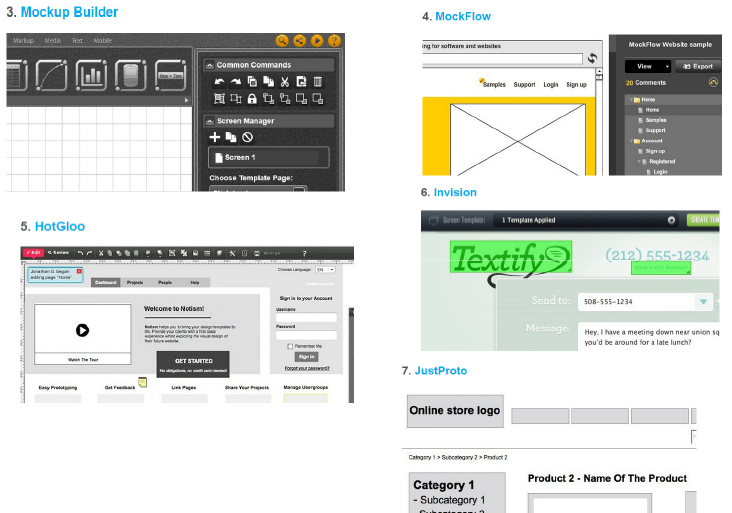 3. Mockup Builder
Markup Media Text Mobile
Common Commands
Screen Manager
Screen 1
Choose Template Page:
4. MockFlow
ing for software and websites
Samples Support Login Sign up
MockFlow Website sample
View Export
20 Comments
Home
Home
Samples
Support
Account
Sign up
Registered
Login
5. HotGloo
Edit Review
Jonathan G. began
editing page "Home"
Choose Language: EN
Dashboard Projects People Help
Welcome to Notism!
Notism helps you to bring your design templates to
life. Provide your clients with a first class
experience whilst exploring the visual design of
their future website.
Sign in to your Account
Username
Password
Remember Me
Sign in
Forgot your password?
Watch The Tour
GET STARTED
No obligations, no credit card needed!
Easy Prototyping Get Feedback Link Pages Share Your Projects Manage Usergroups
6. Invision
Screen Template: 1 Template Applied CREATE TEM
Textify
(212) 555-1234
What is this Number?
Send to: 508-555-1234
Message: Hey, I have a meeting down near union sq
you'd be around for a late lunch?
7. JustProto
Online store logo
Category 1 > Subcategory 2 > Product 2
Category 1
- Subcategory 1
- Subcategory 2
Product 2 - Name Of The Product